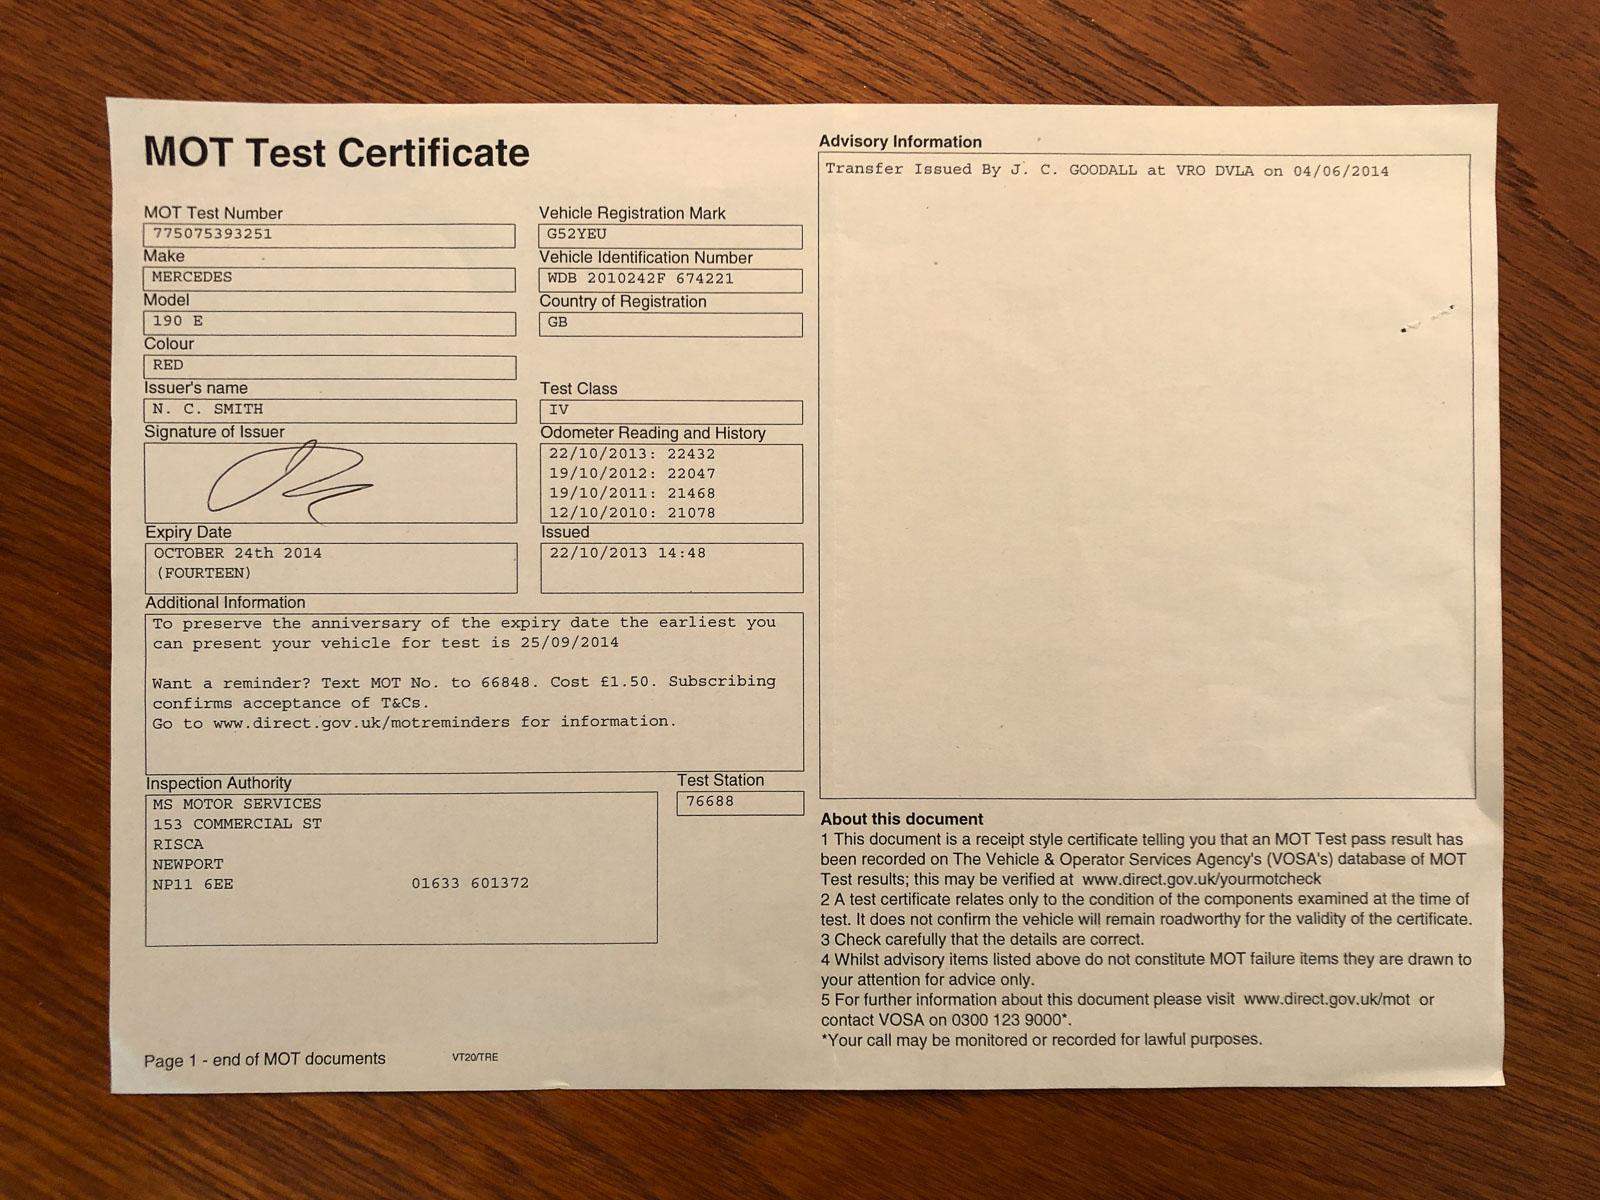 MOT Test Certificate
MOT Test Number
775075393251
Make
MERCEDES
Model
190 E
Colour
RED
Issuer's name
N. C. SMITH
Signature of Issuer
Expiry Date
OCTOBER 24th 2014
(FOURTEEN)
Vehicle Registration Mark
G52YEU
Vehicle Identification Number
WDB 2010242F 674221
Country of Registration
GB
Test Class
IV
Odometer Reading and History
22/10/2013: 22432
19/10/2012: 22047
19/10/2011: 21468
12/10/2010: 21078
Issued
22/10/2013 14:48
Additional Information
To preserve the anniversary of the expiry date the earliest you
can present your vehicle for test is 25/09/2014
Want a reminder? Text MOT No. to 66848. Cost £1.50. Subscribing
confirms acceptance of T&Cs.
Go to www.direct.gov.uk/motreminders for information.
Inspection Authority
MS MOTOR SERVICES
153 COMMERCIAL ST
RISCA
NEWPORT
NP11 6EE 01633 601372
Test Station
76688
Page 1 - end of MOT documents VT20/TRE
Advisory Information
Transfer Issued By J. C. GOODALL at VRO DVLA on 04/06/2014
About this document
1 This document is a receipt style certificate telling you that an MOT Test pass result has
been recorded on The Vehicle & Operator Services Agency's (VOSA's) database of MOT
Test results; this may be verified at www.direct.gov.uk/yourmotcheck
2 A test certificate relates only to the condition of the components examined at the time of
test. It does not confirm the vehicle will remain roadworthy for the validity of the certificate.
3 Check carefully that the details are correct.
4 Whilst advisory items listed above do not constitute MOT failure items they are drawn to
your attention for advice only.
5 For further information about this document please visit www.direct.gov.uk/mot or
contact VOSA on 0300 123 9000*.
*Your call may be monitored or recorded for lawful purposes.